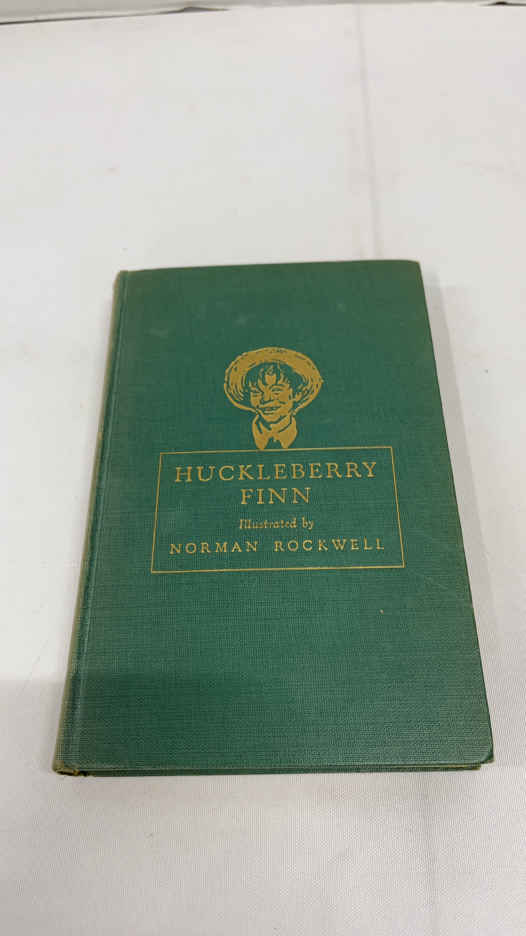 HUCKLEBERRY
FINN
Illustrated by
NORMAN ROCKWELL